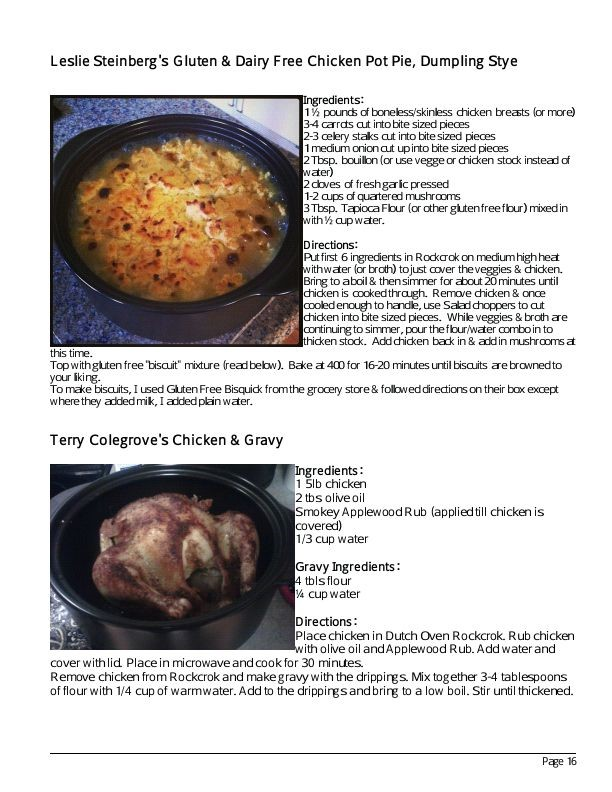 Leslie Steinberg's Gluten & Dairy Free Chicken Pot Pie, Dumpling Stye
Ingredients:
1 ½ pounds of boneless/skinless chicken breasts (or more)
3-4 carrots cut into bite sized pieces
2-3 celery stalks cut into bite sized pieces
1 medium onion cut up into bite sized pieces
2 Tbsp. bouillon (or use vegge or chicken stock instead of
water)
2 cloves of fresh garlic pressed
1-2 cups of quartered mushrooms
3 Tbsp. Tapioca Flour (or other gluten free flour) mixed in
with ½ cup water.
Directions:
Put first 6 ingredients in Rockcrok on medium high heat
with water (or broth) to just cover the veggies & chicken.
Bring to a boil & then simmer for about 20 minutes until
chicken is cooked through. Remove chicken & once
cooled enough to handle, use Salad choppers to cut
chicken into bite sized pieces. While veggies & broth are
continuing to simmer, pour the flour/water combo in to
thicken stock. Add chicken back in & add in mushrooms at
this time.
Top with gluten free "biscuit" mixture (read below). Bake at 400 for 16-20 minutes until biscuits are browned to
your liking.
To make biscuits, I used Gluten Free Bisquick from the grocery store & followed directions on their box except
where they added milk, I added plain water.
Terry Colegrove's Chicken & Gravy
Ingredients:
1 5lb chicken
2 tbs olive oil
Smokey Applewood Rub (applied till chicken is
covered)
1/3 cup water
Gravy Ingredients:
4 tbls flour
¼ cup water
Directions:
Place chicken in Dutch Oven Rockcrok. Rub chicken
with olive oil and Applewood Rub. Add water and
cover with lid. Place in microwave and cook for 30 minutes.
Remove chicken from Rockcrok and make gravy with the drippings. Mix together 3-4 tablespoons
of flour with 1/4 cup of warm water. Add to the drippings and bring to a low boil. Stir until thickened.
Page 16